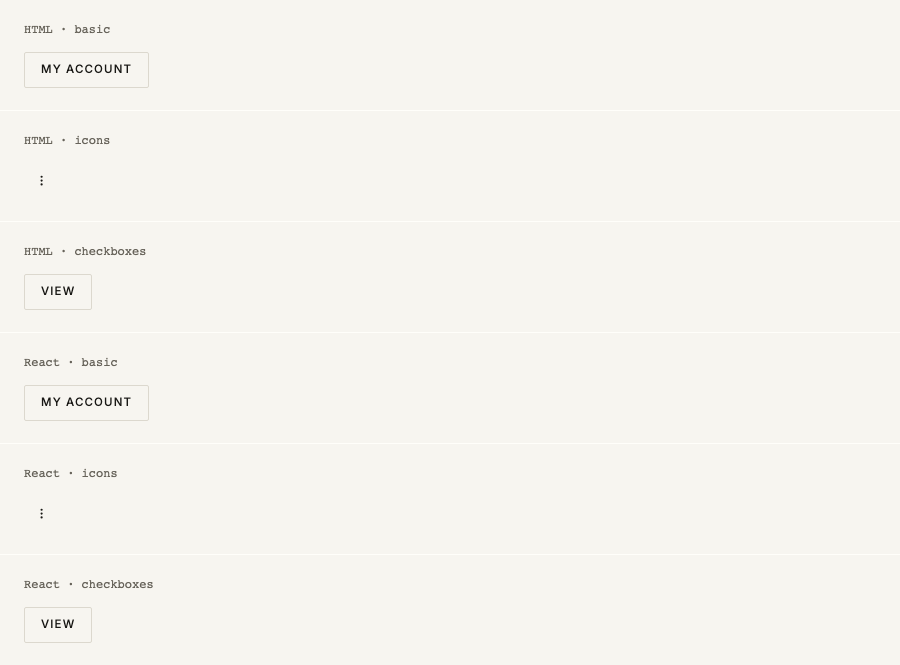 HTML · basic
MY ACCOUNT
HTML · icons
HTML · checkboxes
VIEW
React · basic
MY ACCOUNT
React · icons
React · checkboxes
VIEW